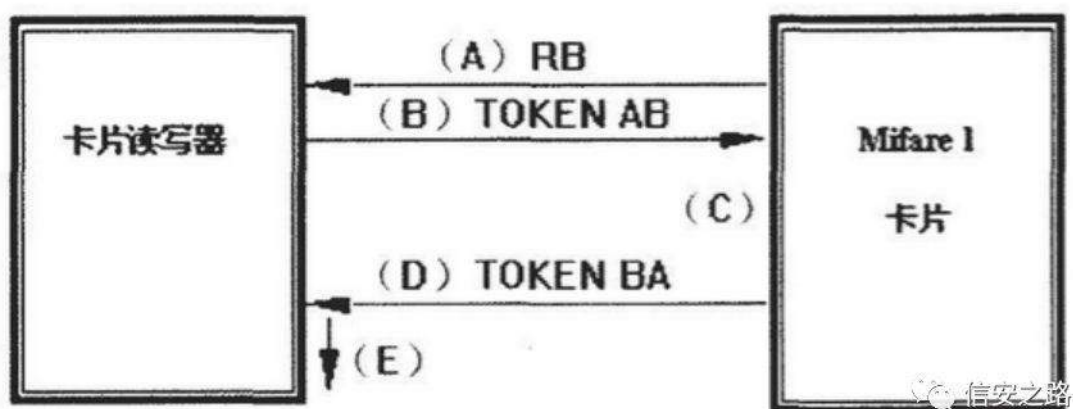 (A) RB
(B) TOKEN AB
卡片读写器
Mifare 1
卡片
(C)
(D) TOKEN BA
(E)
信安之路